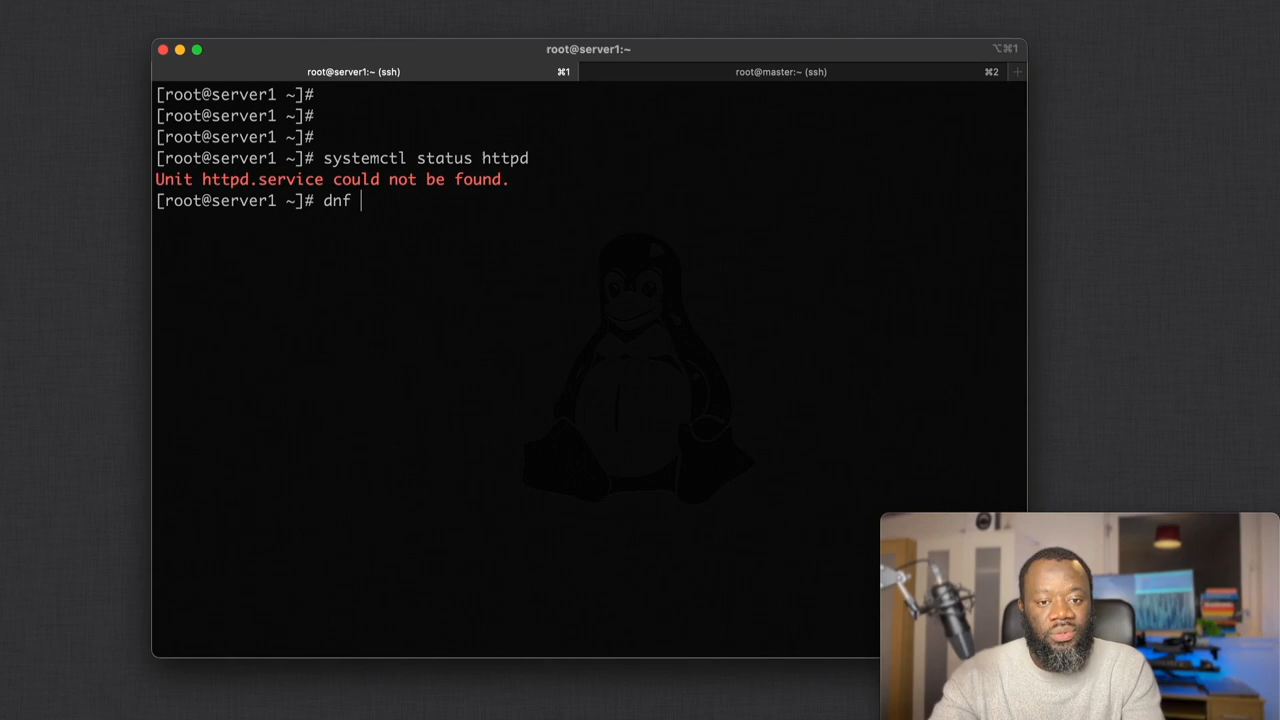 root@server1:~
⌥⌘1
root@server1:~ (ssh)
⌘1
root@master:~ (ssh)
⌘2
+
[root@server1 ~]#
[root@server1 ~]#
[root@server1 ~]#
[root@server1 ~]# systemctl status httpd
Unit httpd.service could not be found.
[root@server1 ~]# dnf